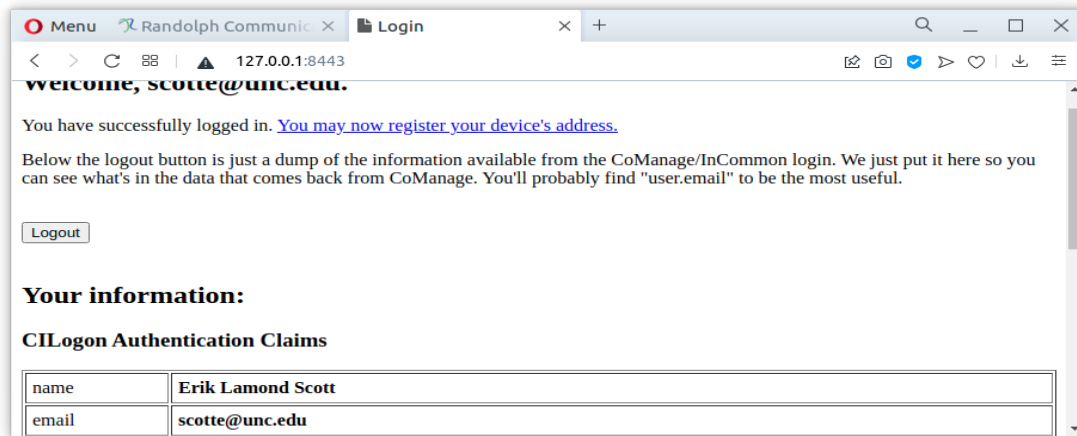 Menu
Randolph Communic
Login
127.0.0.1:8443
Welcome, scotte@unc.edu.
You have successfully logged in. You may now register your device's address.
Below the logout button is just a dump of the information available from the CoManage/InCommon login. We just put it here so you
can see what's in the data that comes back from CoManage. You'll probably find "user.email" to be the most useful.
Logout
Your information:
CILogon Authentication Claims
name Erik Lamond Scott
email scotte@unc.edu